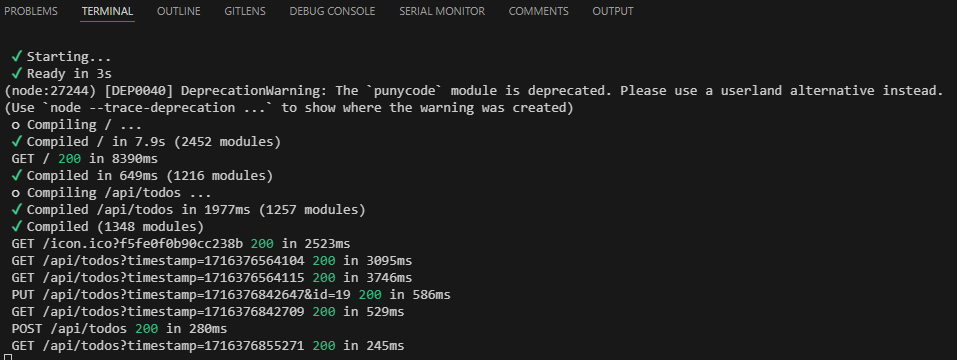 PROBLEMS TERMINAL OUTLINE GITLENS DEBUG CONSOLE SERIAL MONITOR COMMENTS OUTPUT
✓ Starting...
✓ Ready in 3s
(node:27244) [DEP0040] DeprecationWarning: The `punycode` module is deprecated. Please use a userland alternative instead.
(Use `node --trace-deprecation ...` to show where the warning was created)
○ Compiling / ...
✓ Compiled / in 7.9s (2452 modules)
GET / 200 in 8390ms
✓ Compiled in 649ms (1216 modules)
○ Compiling /api/todos ...
✓ Compiled /api/todos in 1977ms (1257 modules)
✓ Compiled (1348 modules)
GET /icon.ico?f5fe0f0b90cc238b 200 in 2523ms
GET /api/todos?timestamp=1716376564104 200 in 3095ms
GET /api/todos?timestamp=1716376564115 200 in 3746ms
PUT /api/todos?timestamp=1716376842647&id=19 200 in 586ms
GET /api/todos?timestamp=1716376842709 200 in 529ms
POST /api/todos 200 in 280ms
GET /api/todos?timestamp=1716376855271 200 in 245ms